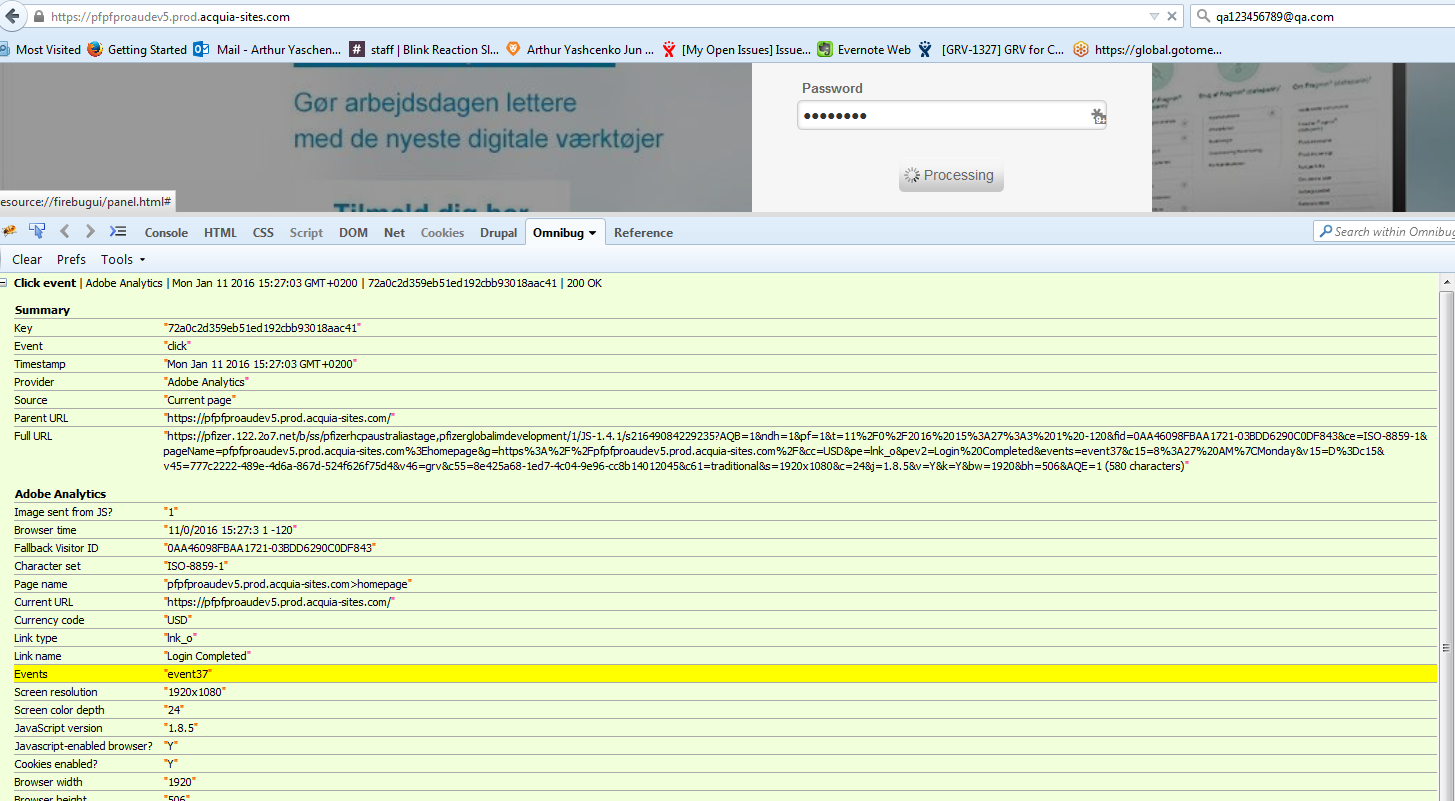 https://pfpfproaudev5.prod.acquia-sites.com
qa123456789@qa.com
Most Visited Getting Started Mail - Arthur Yaschen... staff | Blink Reaction Sl... Arthur Yashcenko Jun ... [My Open Issues] Issue... Evernote Web [GRV-1327] GRV for C... https://global.gotome...
Gør arbejdsdagen lettere
med de nyeste digitale værktøjer
Tilmeld dig her
Password
●●●●●●●●
9+
Processing
esource://firebugui/panel.html#
Console HTML CSS Script DOM Net Cookies Drupal Omnibug Reference
Search within Omnibug
Clear Prefs Tools
Click event | Adobe Analytics | Mon Jan 11 2016 15:27:03 GMT+0200 | 72a0c2d359eb51ed192cbb93018aac41 | 200 OK
Summary
Key "72a0c2d359eb51ed192cbb93018aac41"
Event "click"
Timestamp "Mon Jan 11 2016 15:27:03 GMT+0200"
Provider "Adobe Analytics"
Source "Current page"
Parent URL "https://pfpfproaudev5.prod.acquia-sites.com/"
Full URL "https://pfizer.122.2o7.net/b/ss/pfizerhcpaustraliastage,pfizerglobalimdevelopment/1/JS-1.4.1/s21649084229235?AQB=1&ndh=1&pf=1&t=11%2F0%2F2016%2015%3A27%3A3%201%20-120&fid=0AA46098FBAA1721-03BDD6290C0DF843&ce=ISO-8859-1&
pageName=pfpfproaudev5.prod.acquia-sites.com%3Ehomepage&g=https%3A%2F%2Fpfpfproaudev5.prod.acquia-sites.com%2F&cc=USD&pe=lnk_o&pev2=Login%20Completed&events=event37&c15=8%3A27%20AM%7CMonday&v15=D%3Dc15&
v45=777c2222-489e-4d6a-867d-524f626f75d4&v46=grv&c55=8e425a68-1ed7-4c04-9e96-cc8b14012045&c61=traditional&s=1920x1080&c=24&j=1.8.5&v=Y&k=Y&bw=1920&bh=506&AQE=1 (580 characters)"
Adobe Analytics
Image sent from JS? "1"
Browser time "11/0/2016 15:27:3 1 -120"
Fallback Visitor ID "0AA46098FBAA1721-03BDD6290C0DF843"
Character set "ISO-8859-1"
Page name "pfpfproaudev5.prod.acquia-sites.com>homepage"
Current URL "https://pfpfproaudev5.prod.acquia-sites.com/"
Currency code "USD"
Link type "lnk_o"
Link name "Login Completed"
Events "event37"
Screen resolution "1920x1080"
Screen color depth "24"
JavaScript version "1.8.5"
Javascript-enabled browser? "Y"
Cookies enabled? "Y"
Browser width "1920"
Browser height "506"